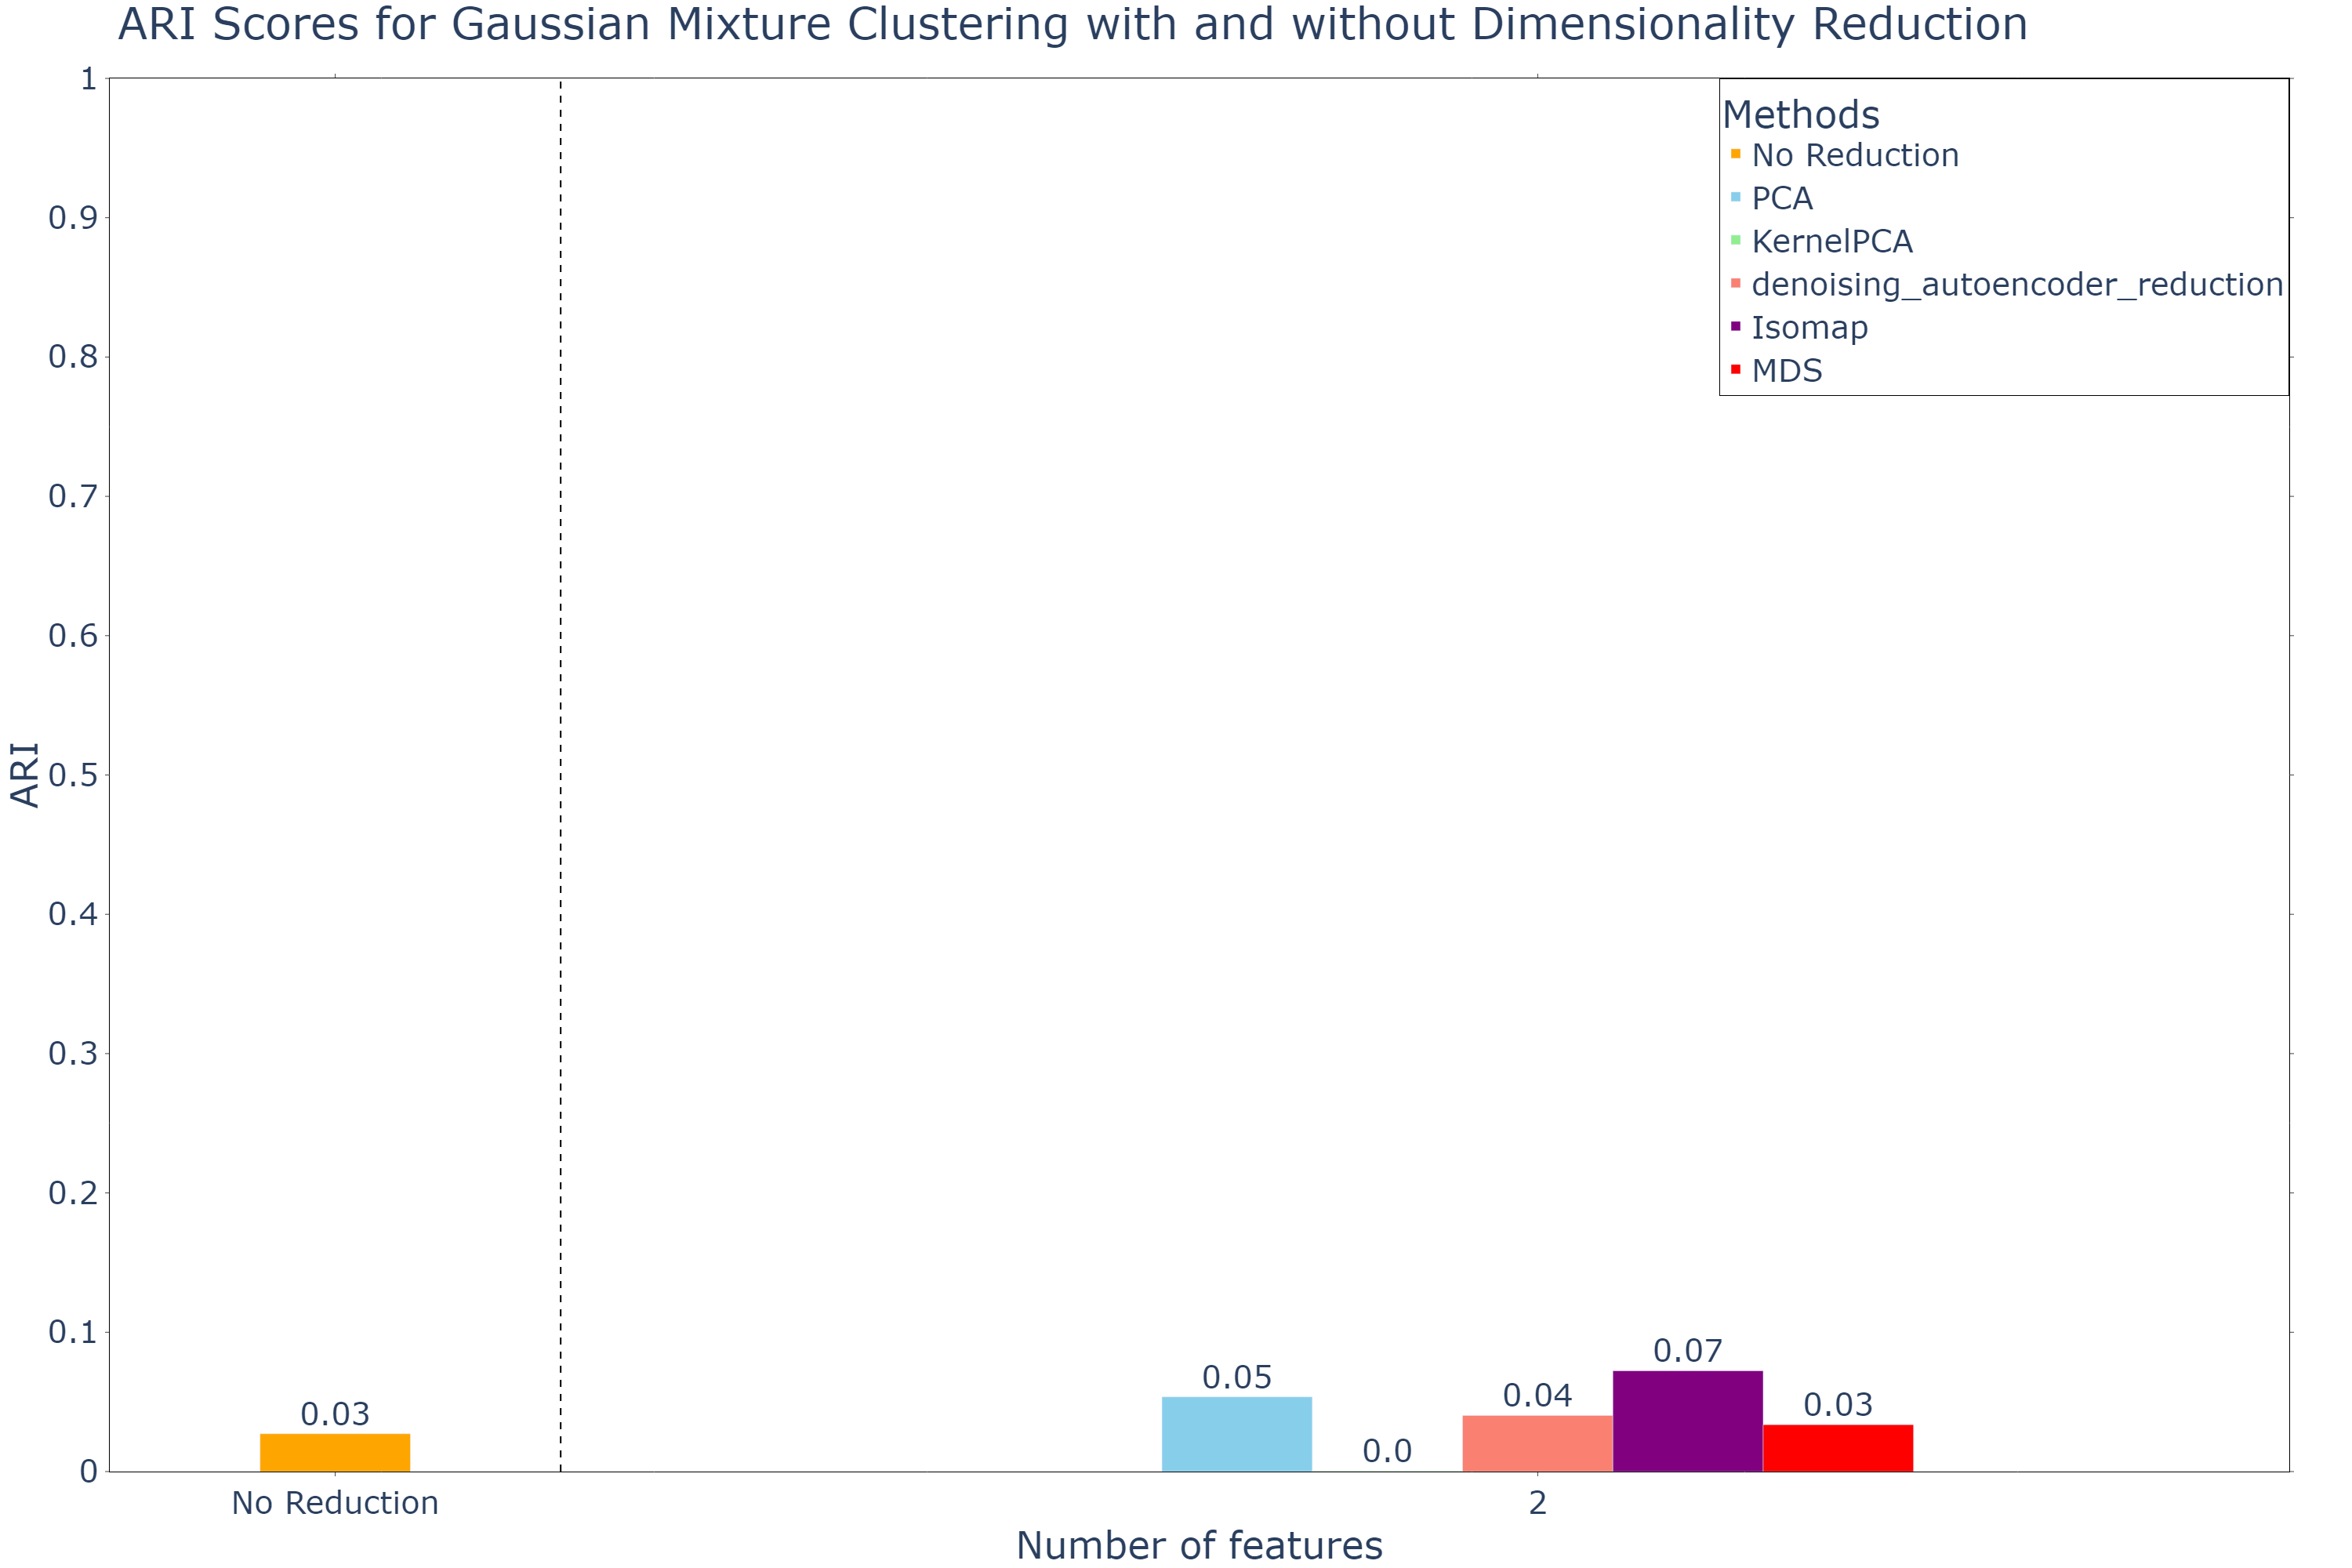 ARI Scores for Gaussian Mixture Clustering with and without Dimensionality Reduction
1
0.9
0.8
0.7
0.6
0.5
0.4
0.3
0.2
0.1
0
ARI
Methods
No Reduction
PCA
KernelPCA
denoising_autoencoder_reduction
Isomap
MDS
0.03
0.05
0.0
0.04
0.07
0.03
No Reduction
2
Number of features